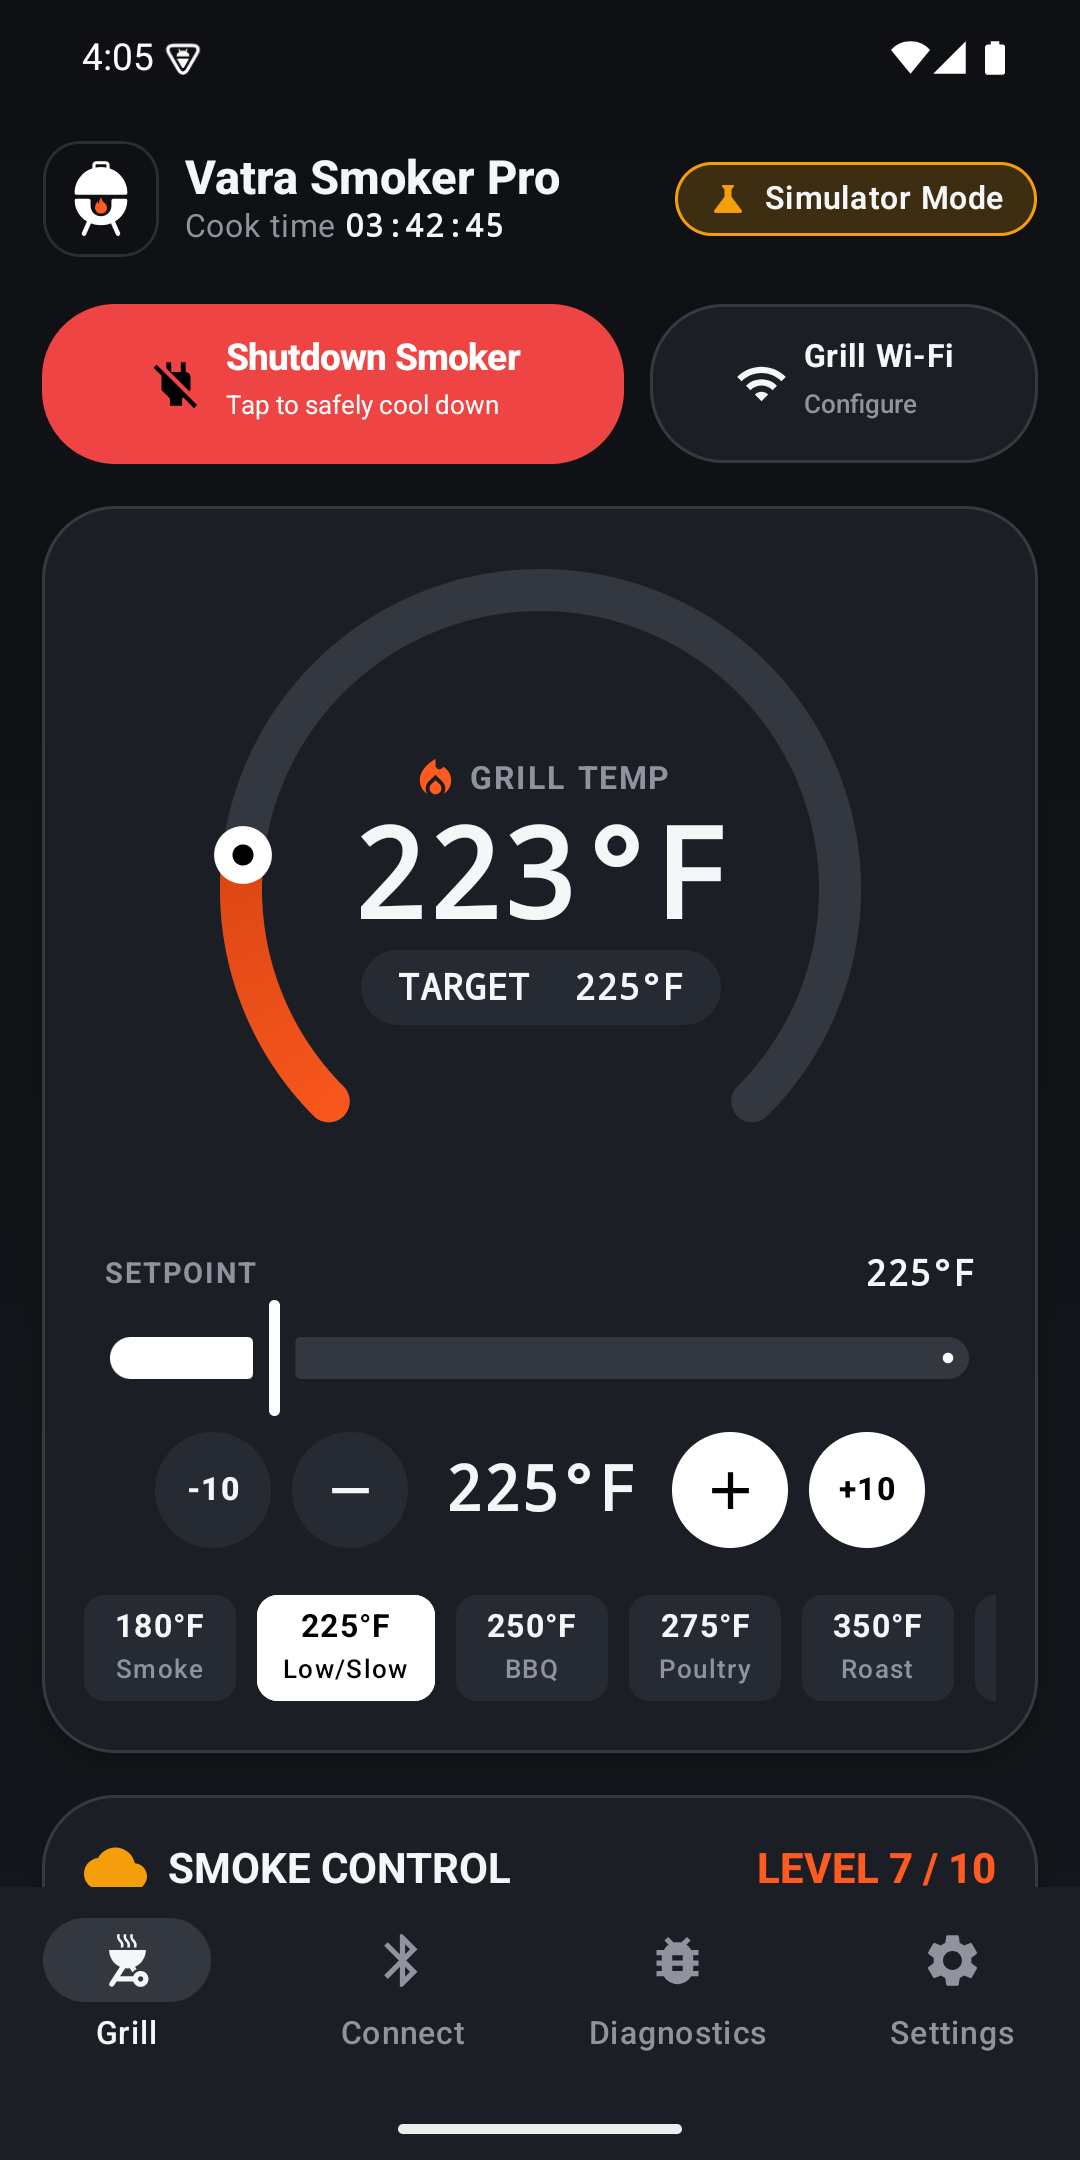 4:05
Vatra Smoker Pro
Cook time 03:42:45
Simulator Mode
Shutdown Smoker
Tap to safely cool down
Grill Wi-Fi
Configure
GRILL TEMP
223°F
TARGET 225°F
SETPOINT 225°F
-10 − 225°F + +10
180°F
Smoke
225°F
Low/Slow
250°F
BBQ
275°F
Poultry
350°F
Roast
SMOKE CONTROL LEVEL 7 / 10
Grill Connect Diagnostics Settings